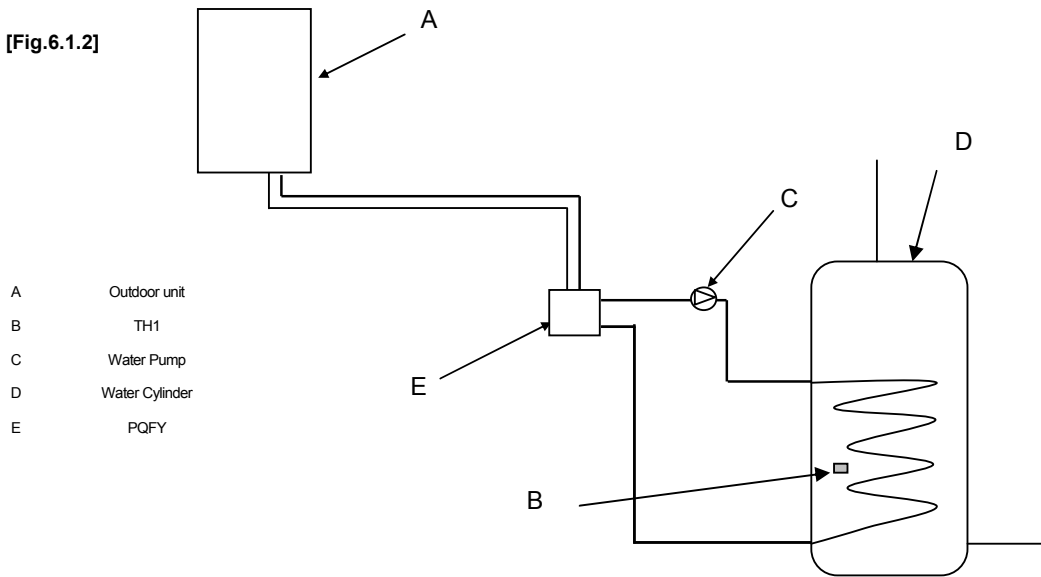 [Fig.6.1.2]
A
D
C
A Outdoor unit
B TH1
C Water Pump
D Water Cylinder
E PQFY
E
B